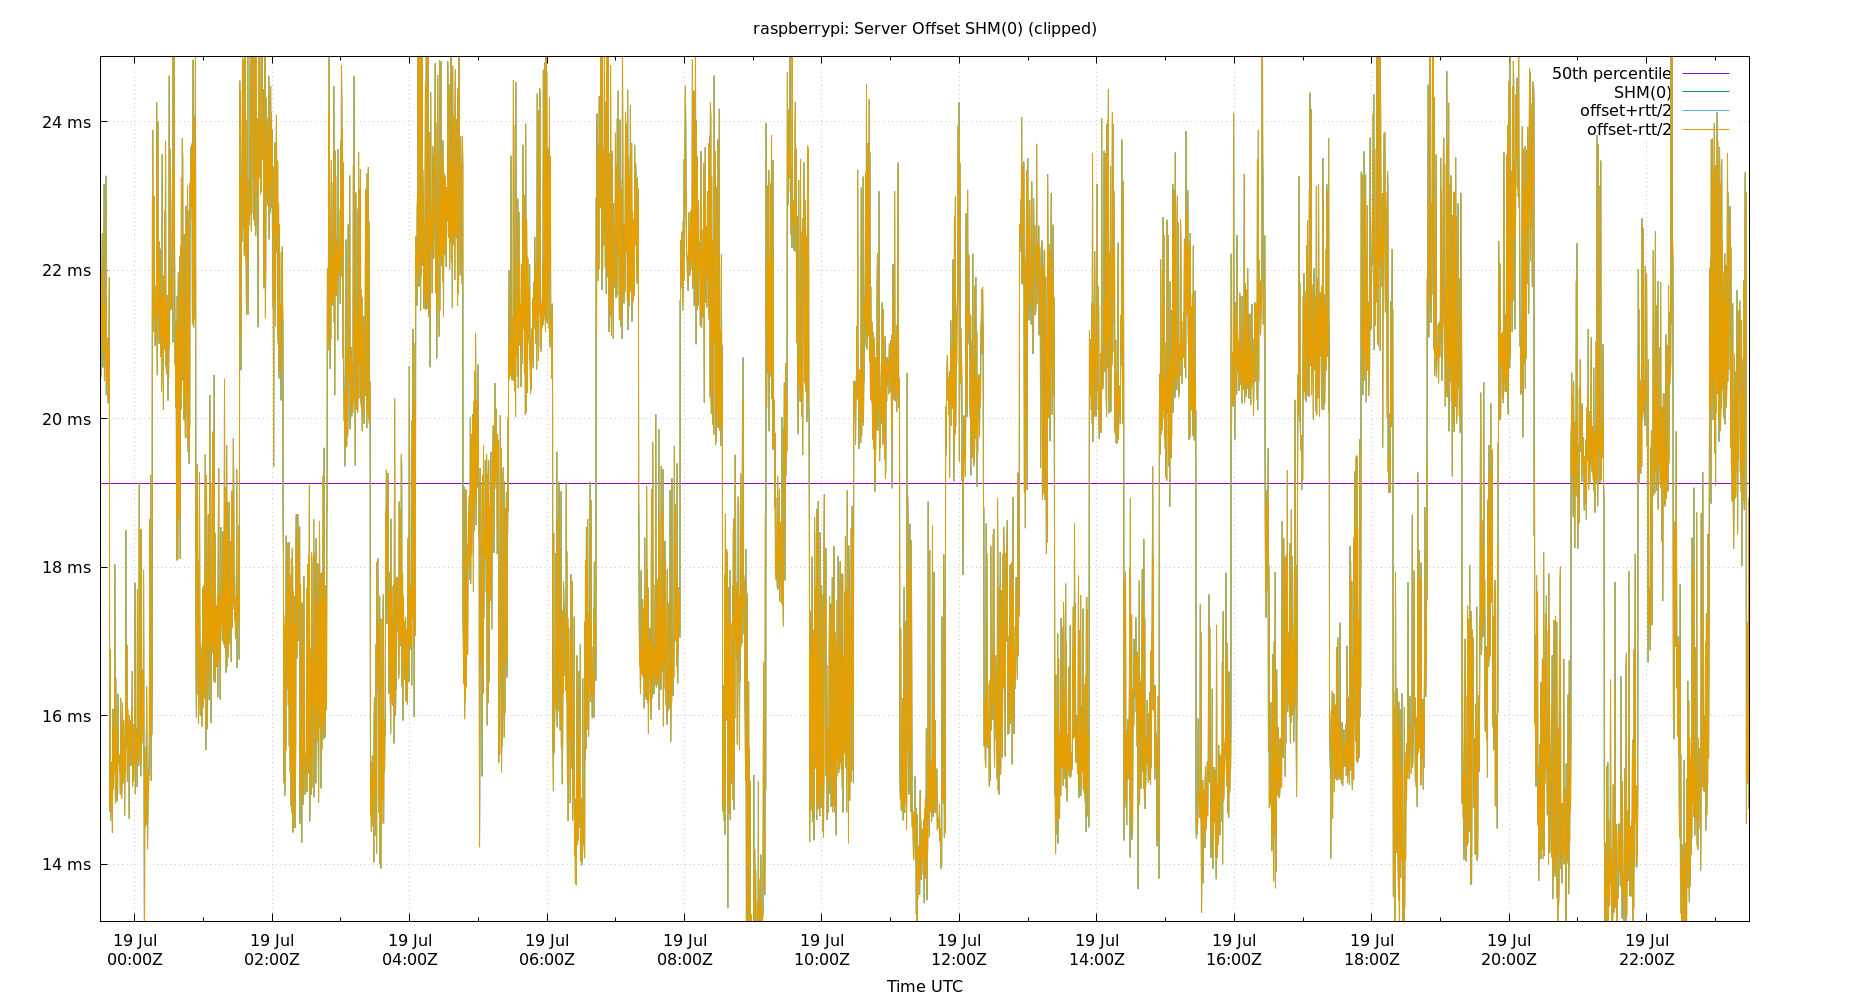 raspberrypi: Server Offset SHM(0) (clipped)
50th percentile
SHM(0)
offset+rtt/2
offset-rtt/2
24 ms
22 ms
20 ms
18 ms
16 ms
14 ms
19 Jul 19 Jul 19 Jul 19 Jul 19 Jul 19 Jul 19 Jul 19 Jul 19 Jul 19 Jul 19 Jul 19 Jul
00:00Z 02:00Z 04:00Z 06:00Z 08:00Z 10:00Z 12:00Z 14:00Z 16:00Z 18:00Z 20:00Z 22:00Z
Time UTC